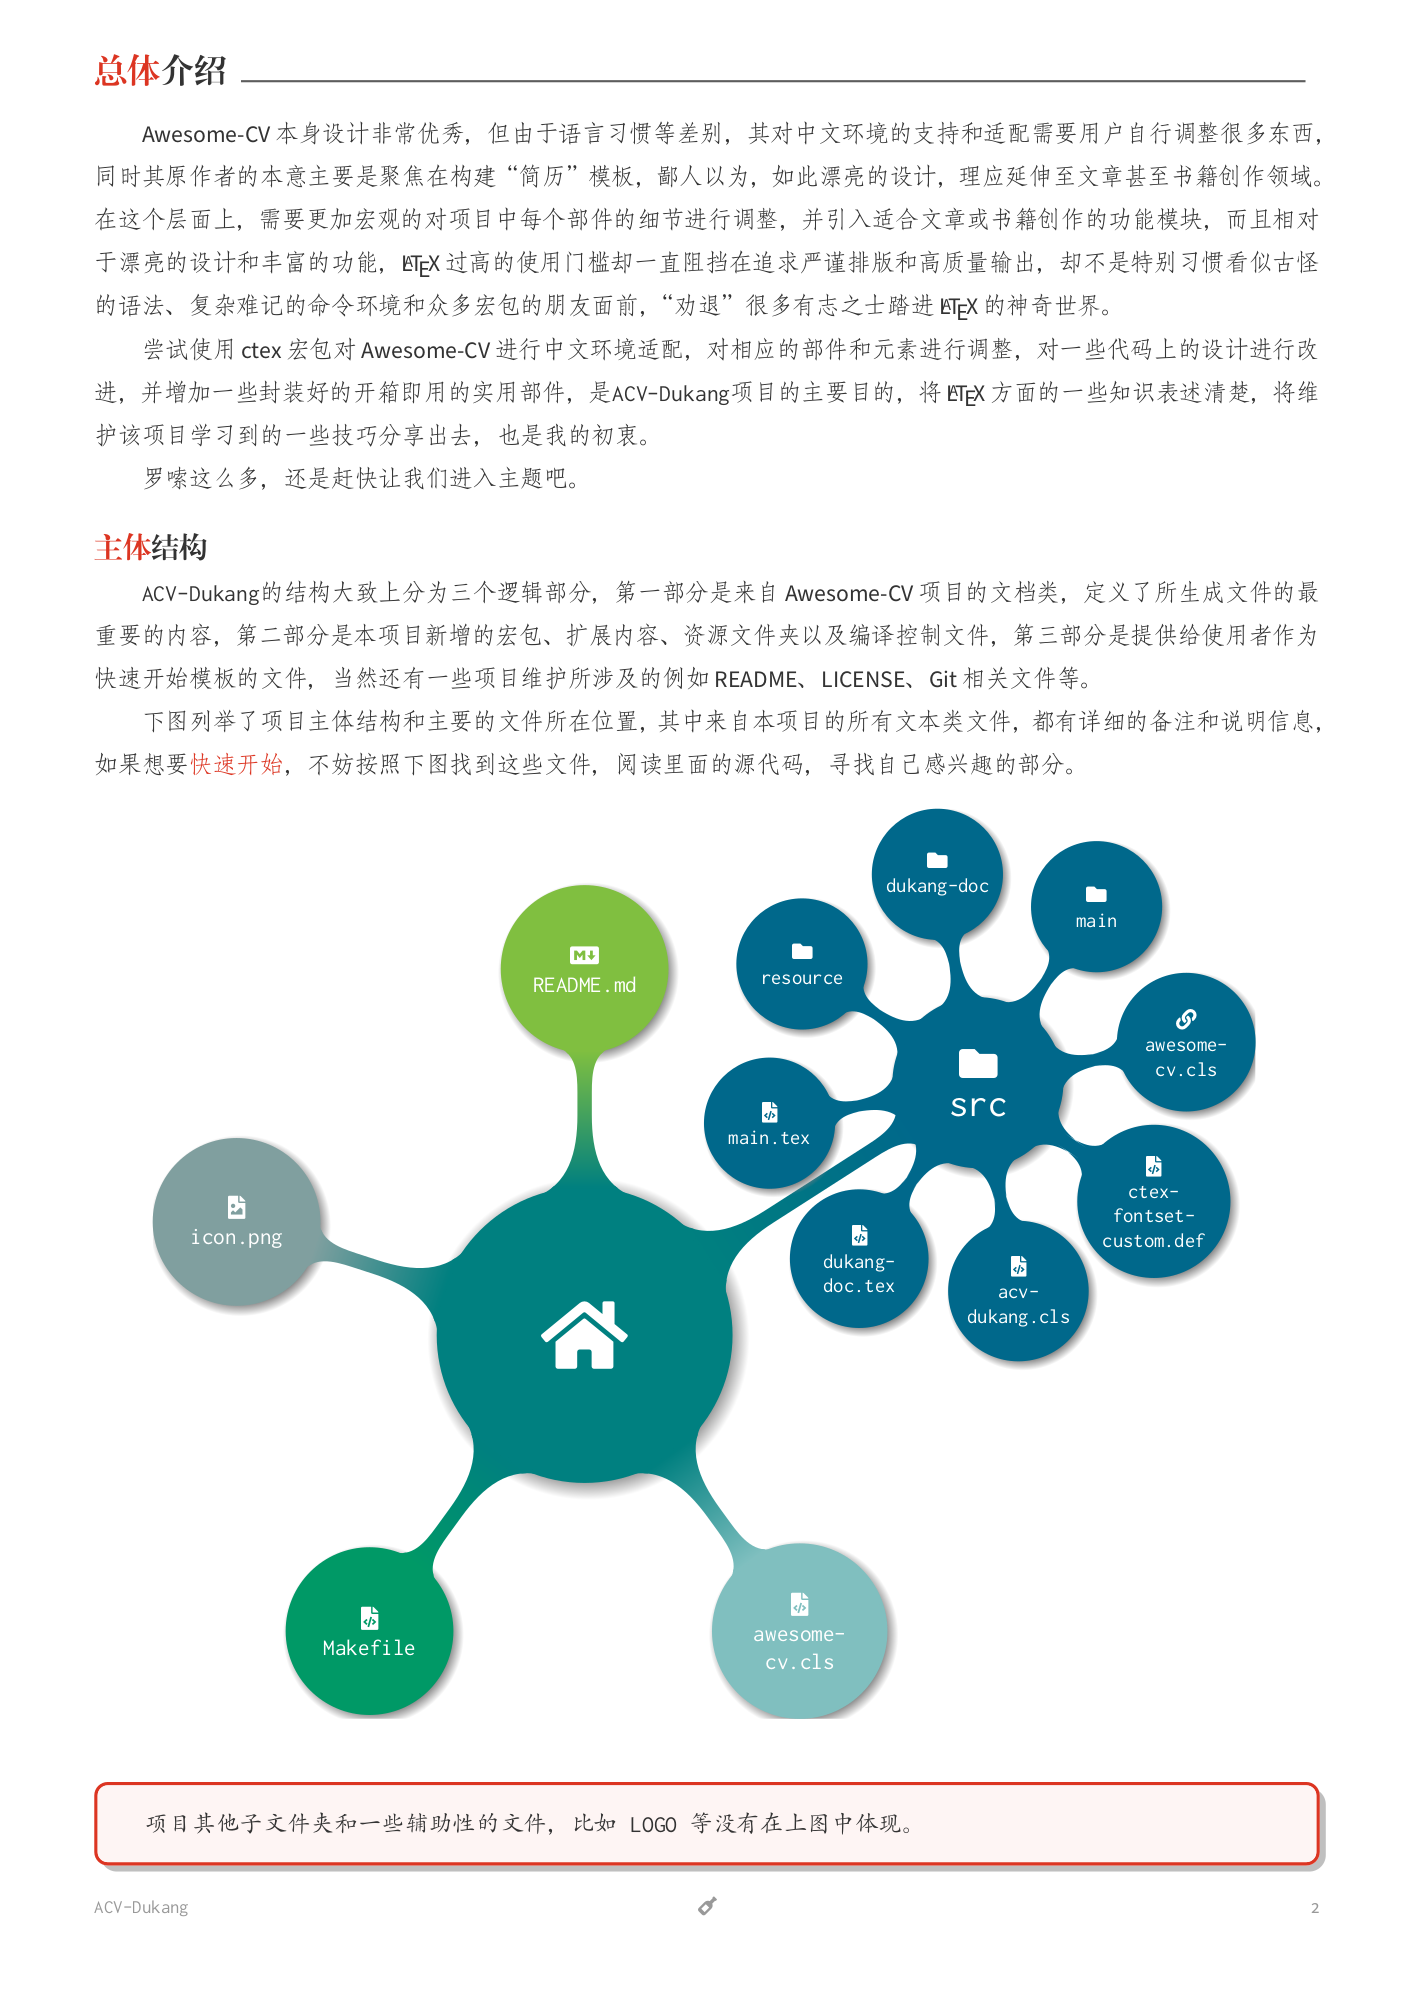 总体介绍
Awesome-CV 本身设计非常优秀，但由于语言习惯等差别，其对中文环境的支持和适配需要用户自行调整很多东西，
同时其原作者的本意主要是聚焦在构建“简历”模板，鄙人以为，如此漂亮的设计，理应延伸至文章甚至书籍创作领域。
在这个层面上，需要更加宏观的对项目中每个部件的细节进行调整，并引入适合文章或书籍创作的功能模块，而且相对
于漂亮的设计和丰富的功能，LATEX 过高的使用门槛却一直阻挡在追求严谨排版和高质量输出，却不是特别习惯看似古怪
的语法、复杂难记的命令环境和众多宏包的朋友面前，“劝退”很多有志之士踏进 LATEX 的神奇世界。
尝试使用 ctex 宏包对 Awesome-CV 进行中文环境适配，对相应的部件和元素进行调整，对一些代码上的设计进行改
进，并增加一些封装好的开箱即用的实用部件，是ACV-Dukang项目的主要目的，将 LATEX 方面的一些知识表述清楚，将维
护该项目学习到的一些技巧分享出去，也是我的初衷。
罗嗦这么多，还是赶快让我们进入主题吧。
主体结构
ACV-Dukang的结构大致上分为三个逻辑部分，第一部分是来自 Awesome-CV 项目的文档类，定义了所生成文件的最
重要的内容，第二部分是本项目新增的宏包、扩展内容、资源文件夹以及编译控制文件，第三部分是提供给使用者作为
快速开始模板的文件，当然还有一些项目维护所涉及的例如 README、LICENSE、Git 相关文件等。
下图列举了项目主体结构和主要的文件所在位置，其中来自本项目的所有文本类文件，都有详细的备注和说明信息，
如果想要快速开始，不妨按照下图找到这些文件，阅读里面的源代码，寻找自己感兴趣的部分。
dukang-doc
main
resource
README.md
awesome-
cv.cls
src
main.tex
ctex-
fontset-
custom.def
icon.png
dukang-
doc.tex
acv-
dukang.cls
Makefile
awesome-
cv.cls
项目其他子文件夹和一些辅助性的文件，比如 LOGO 等没有在上图中体现。
ACV-Dukang
2